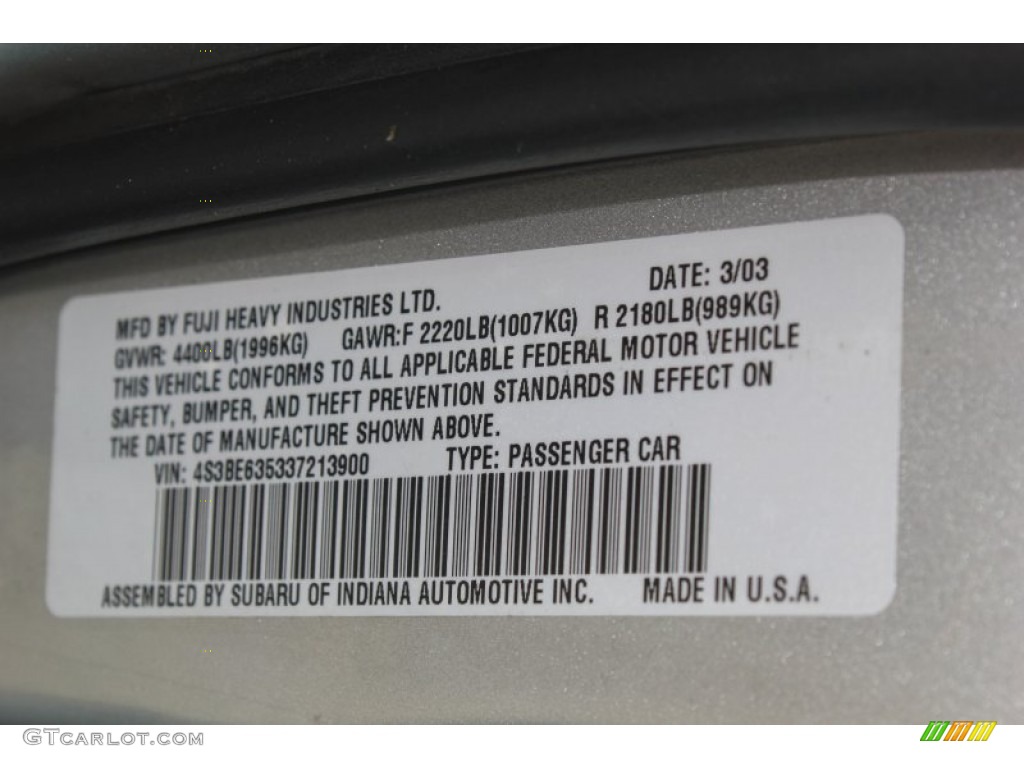 DATE: 3/03
MFD BY FUJI HEAVY INDUSTRIES LTD.
GVWR: 4400LB(1996KG) GAWR:F 2220LB(1007KG) R 2180LB(989KG)
THIS VEHICLE CONFORMS TO ALL APPLICABLE FEDERAL MOTOR VEHICLE
SAFETY, BUMPER, AND THEFT PREVENTION STANDARDS IN EFFECT ON
THE DATE OF MANUFACTURE SHOWN ABOVE.
VIN: 4S3BE635337213900 TYPE: PASSENGER CAR
ASSEMBLED BY SUBARU OF INDIANA AUTOMOTIVE INC. MADE IN U.S.A.
GTCARLOT.COM